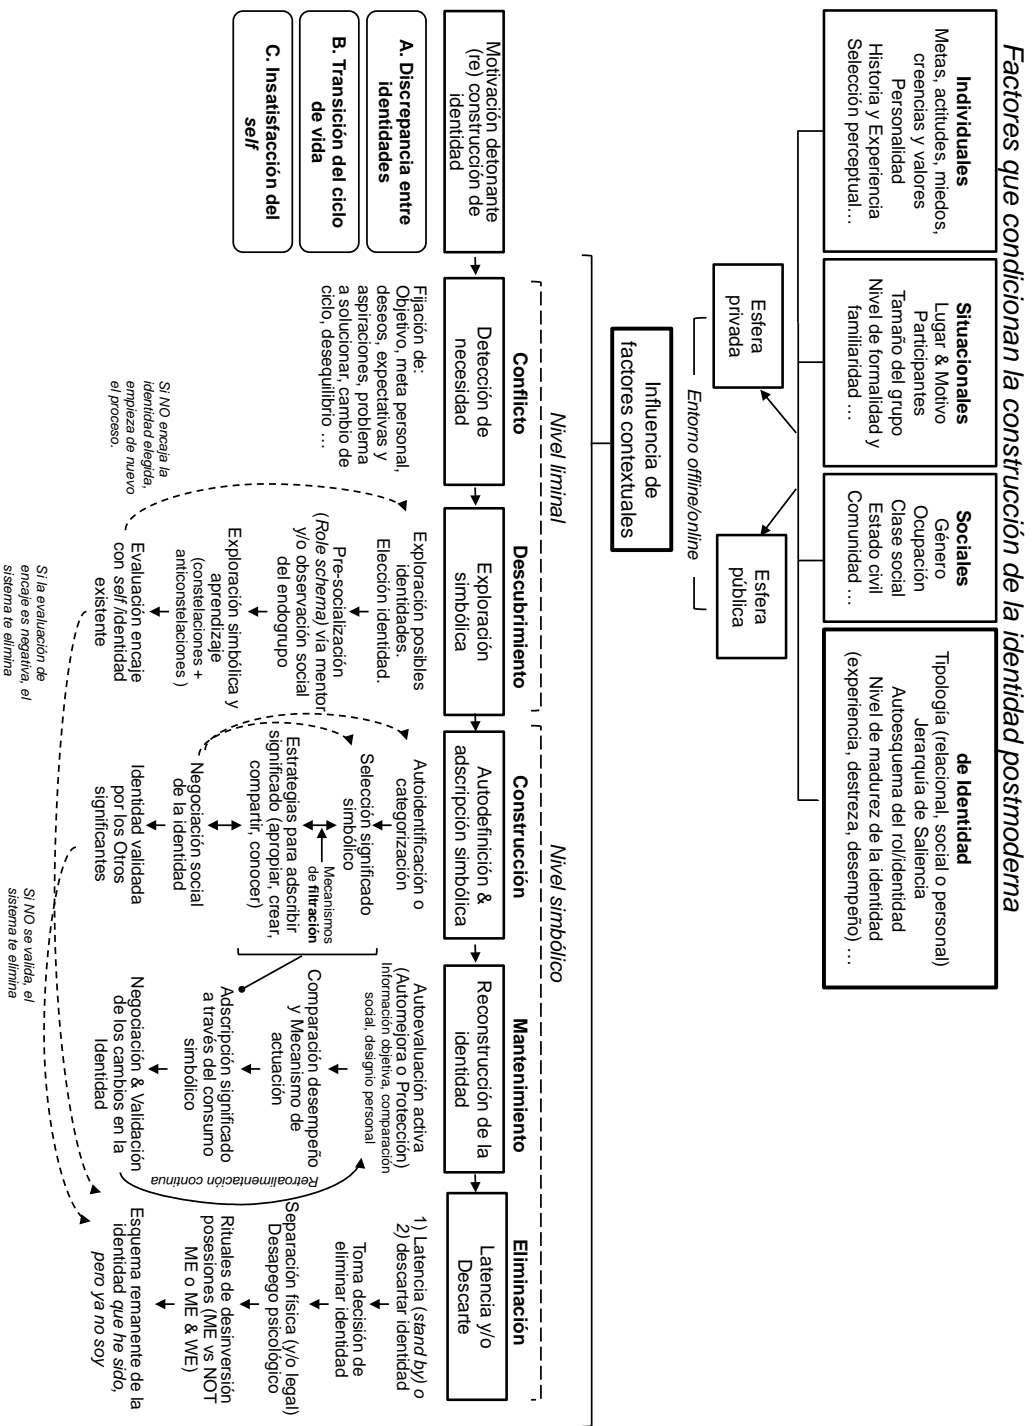 Factores que condicionan la construcción de la identidad postmoderna
Individuales
Metas, actitudes, miedos,
creencias y valores
Personalidad
Historia y Experiencia
Selección perceptual…
Situacionales
Lugar & Motivo
Participantes
Tamaño del grupo
Nivel de formalidad y
familiaridad …
Sociales
Género
Ocupación
Clase social
Estado civil
Comunidad …
de Identidad
Tipología (relacional, social o personal)
Jerarquía de Saliencia
Autoesquema del rol/identidad
Nivel de madurez de la identidad
(experiencia, destreza, desempeño) …
Esfera
privada
Esfera
pública
Entorno offline/online
Influencia de
factores contextuales
Nivel liminal
Nivel simbólico
Motivación detonante
(re) construcción de
identidad
A. Discrepancia entre
identidades
B. Transición del ciclo
de vida
C. Insatisfacción del
self
Conflicto
Detección de
necesidad
Fijación de:
Objetivo, meta personal,
deseos, expectativas y
aspiraciones, problema
a solucionar, cambio de
ciclo, desequilibrio …
Descubrimiento
Exploración
simbólica
Exploración posibles
identidades.
Elección identidad.
Pre-socialización
(Role schema) vía mentor
y/o observación social
del endogrupo
Exploración simbólica y
aprendizaje
(constelaciones +
anticonstelaciones )
Evaluación encaje
con self /identidad
existente
Si NO encaja la
identidad elegida,
empieza de nuevo
el proceso.
Si la evaluación de
encaje es negativa, el
sistema te elimina
Construcción
Autodefinición &
adscripción simbólica
Autoidentificación o
categorización
Selección significado
simbólico
Mecanismos
de filtración
Estrategias para adscribir
significado (apropiar, crear,
compartir, conocer)
Negociación social
de la identidad
Identidad validada
por los Otros
significantes
Si NO se valida, el
sistema te elimina
Mantenimiento
Reconstrucción de la
identidad
Autoevaluación activa
(Automejora o Protección)
Información objetiva, comparación
social, designio personal
Comparación desempeño
y Mecanismo de
actuación
Adscripción significado
a través del consumo
simbólico
Negociación & Validación
de los cambios en la
Identidad
Retroalimentación continua
Eliminación
Latencia y/o
Descarte
1) Latencia (stand by) o
2) descartar identidad
Toma decisión de
eliminar identidad
Separación física (y/o legal)
Desapego psicológico
Rituales de desinversión
posesiones (ME vs NOT
ME o ME & WE)
Esquema remanente de la
identidad que he sido,
pero ya no soy